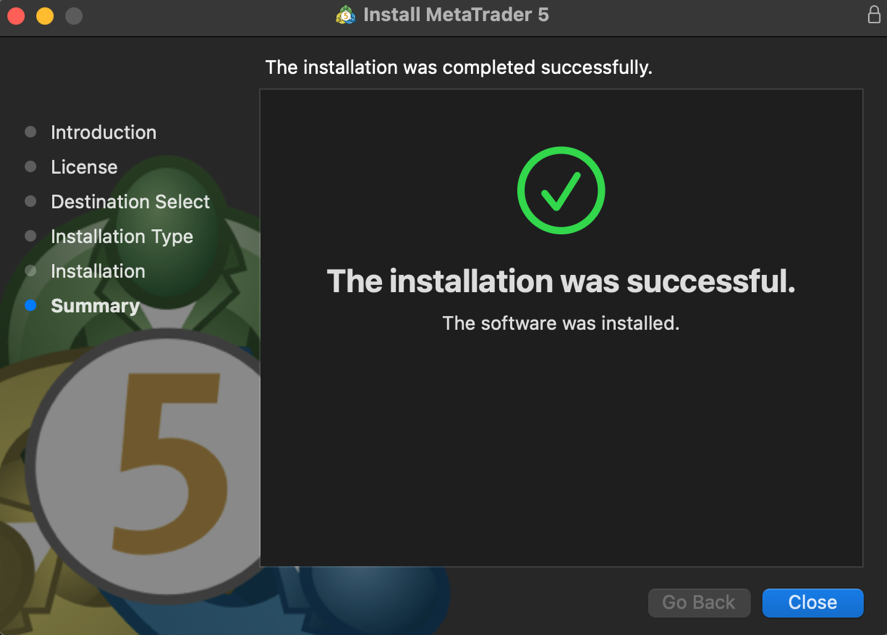 Install MetaTrader 5
The installation was completed successfully.
Introduction
License
Destination Select
Installation Type
Installation
Summary
5
The installation was successful.
The software was installed.
Go Back
Close